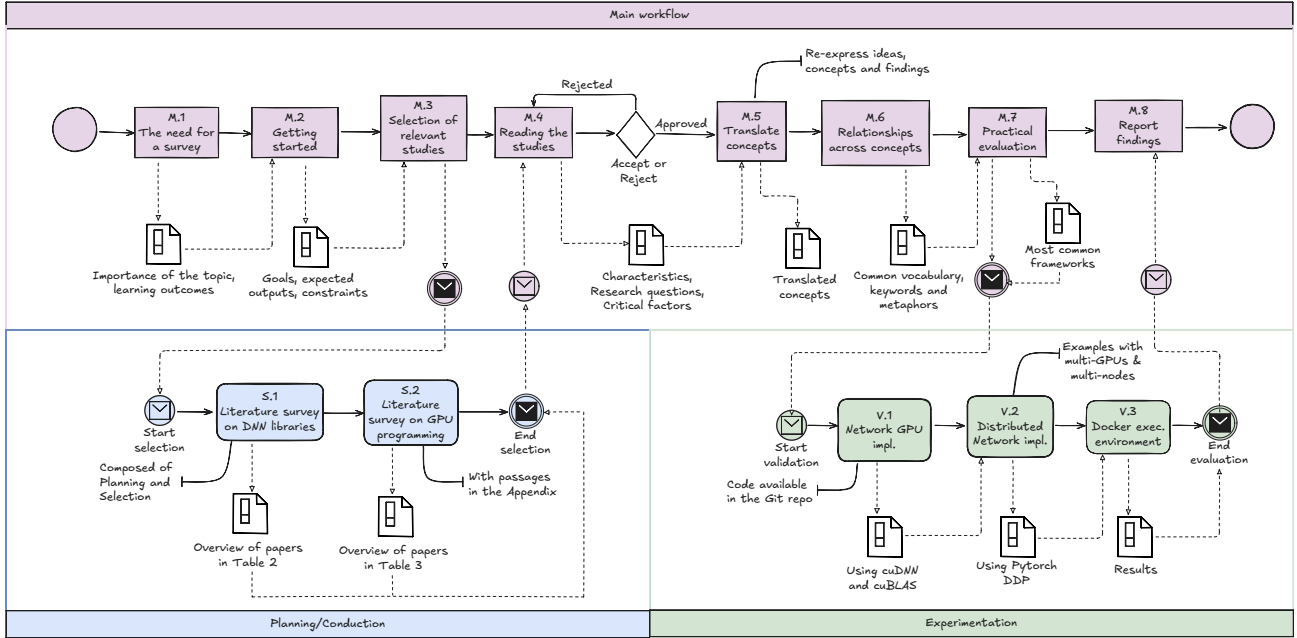 Main workflow
Re-express ideas,
concepts and findings
Rejected
M.1
The need for
a survey
M.2
Getting
started
M.3
Selection of
relevant
studies
M.4
Reading the
studies
Approved
Accept or
Reject
M.5
Translate
concepts
M.6
Relationships
across concepts
M.7
Practical
evaluation
M.8
Report
findings
Importance of the topic,
learning outcomes
Goals, expected
outputs, constraints
Characteristics,
Research questions,
Critical factors
Translated
concepts
Common vocabulary,
keywords and
metaphors
Most common
frameworks
Start
selection
S.1
Literature survey
on DNN libraries
S.2
Literature
survey on GPU
programming
End
selection
Composed of
Planning and
Selection
With passages
in the Appendix
Overview of papers
in Table 2
Overview of papers
in Table 3
Planning/Conduction
Examples with
multi-GPUs &
multi-nodes
Start
validation
V.1
Network GPU
impl.
V.2
Distributed
Network impl.
V.3
Docker exec.
environment
End
evaluation
Code available
in the Git repo
Using cuDNN
and cuBLAS
Using Pytorch
DDP
Results
Experimentation